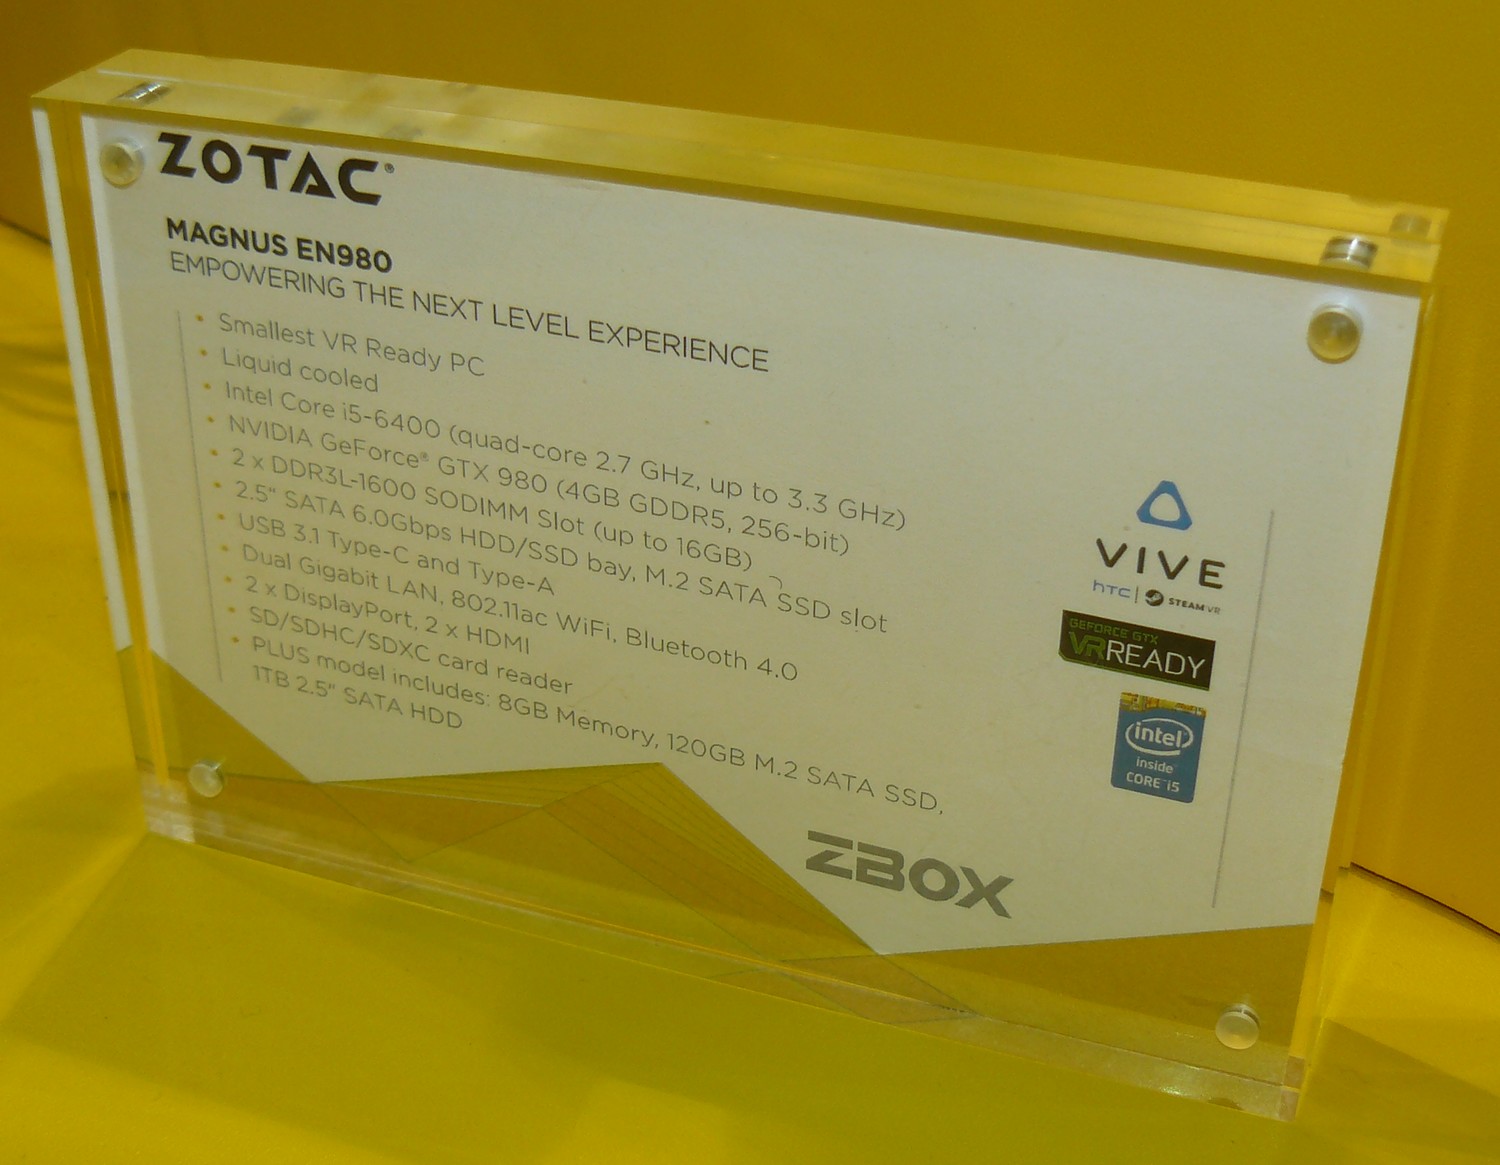 ZOTAC®
MAGNUS EN980
EMPOWERING THE NEXT LEVEL EXPERIENCE
• Smallest VR Ready PC
• Liquid cooled
• Intel Core i5-6400 (quad-core 2.7 GHz, up to 3.3 GHz)
• NVIDIA GeForce® GTX 980 (4GB GDDR5, 256-bit)
• 2 x DDR3L-1600 SODIMM Slot (up to 16GB)
• 2.5" SATA 6.0Gbps HDD/SSD bay, M.2 SATA SSD slot
• USB 3.1 Type-C and Type-A
• Dual Gigabit LAN, 802.11ac WiFi, Bluetooth 4.0
• 2 x DisplayPort, 2 x HDMI
• SD/SDHC/SDXC card reader
• PLUS model includes: 8GB Memory, 120GB M.2 SATA SSD,
1TB 2.5" SATA HDD
VIVE
hTC | STEAMVR
GEFORCE GTX
VR READY
intel
inside™
CORE™ i5
ZBOX